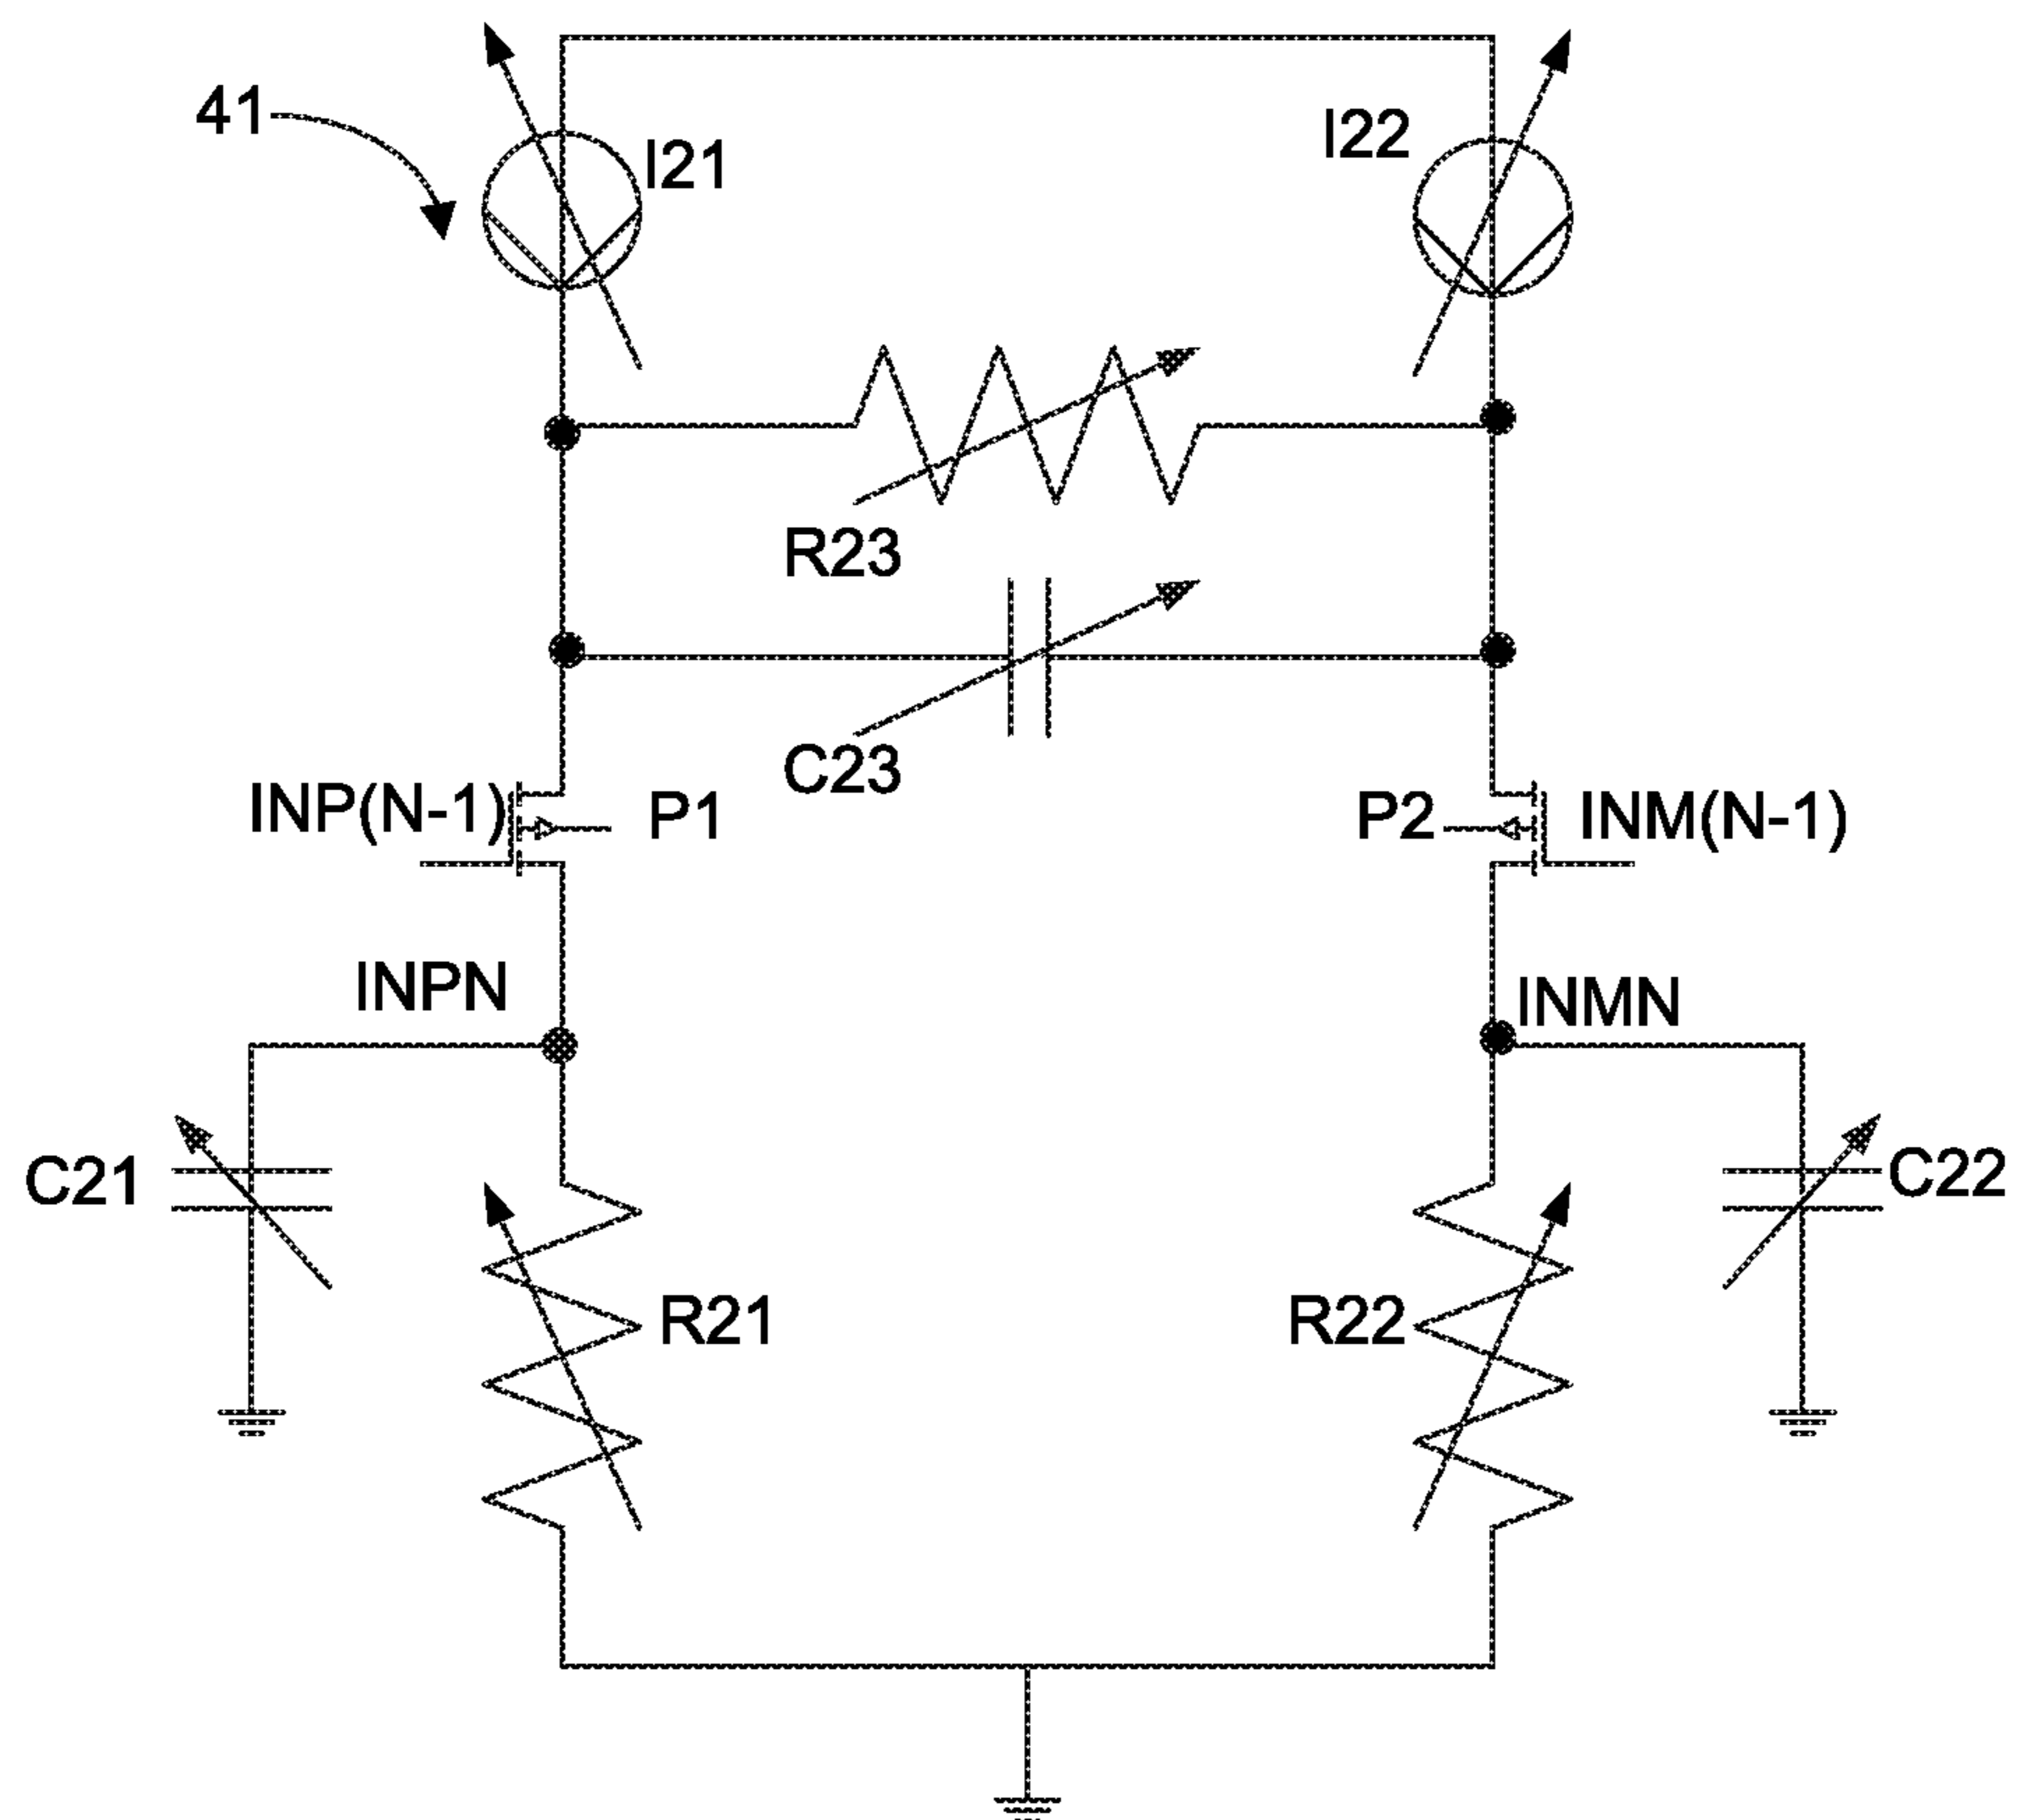 41
I21
I22
R23
C23
INP(N-1)
P1
P2
INM(N-1)
INPN
INMN
C21
C22
R21
R22